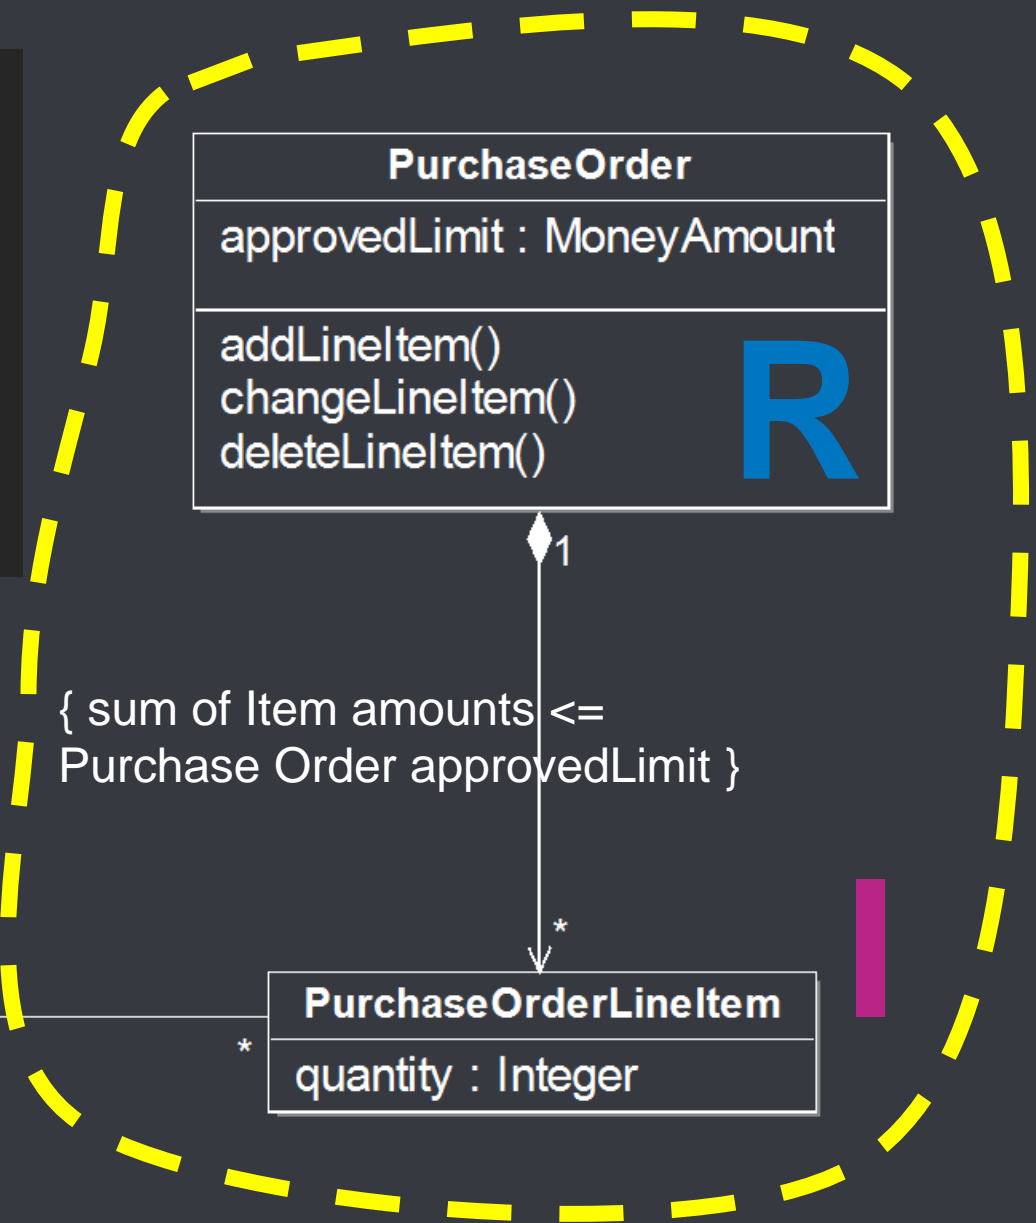 PurchaseOrder
approvedLimit : MoneyAmount
addLineItem()
changeLineItem()
deleteLineItem()
R
1
{ sum of Item amounts <=
Purchase Order approvedLimit }
*
I
PurchaseOrderLineItem
*
quantity : Integer